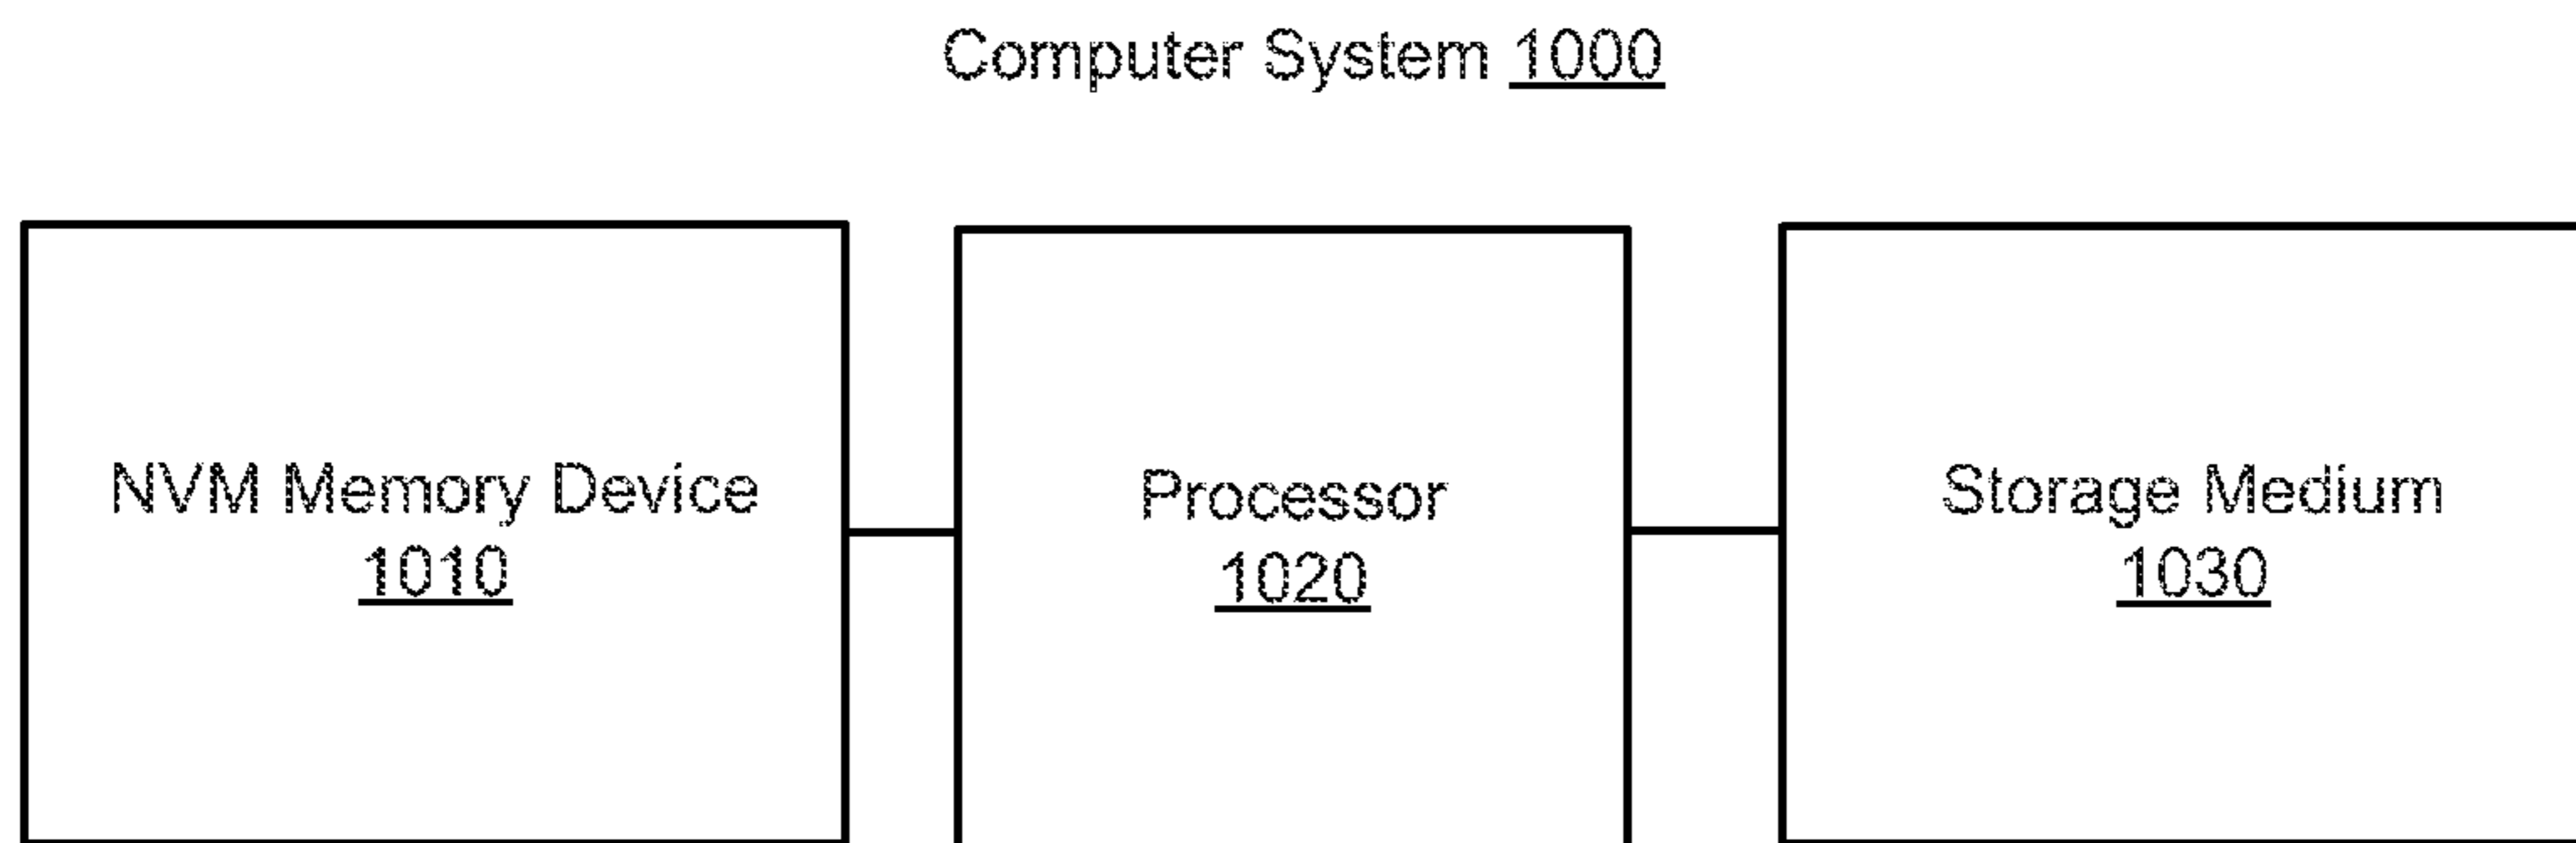 Computer System 1000
NVM Memory Device
1010
Processor
1020
Storage Medium
1030